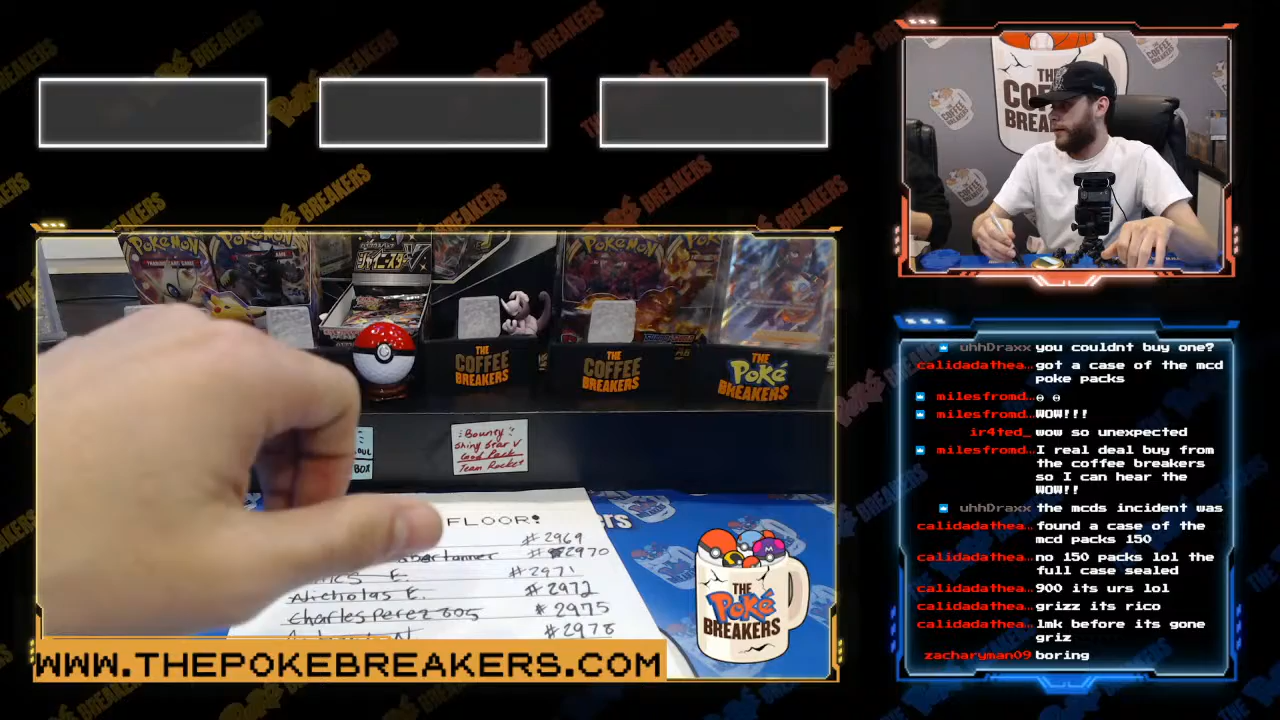 THE
COFFEE
BREAKERS
Pokémon
Pokémon
Pokémon
THE
COFFEE
BREAKERS
THE
COFFEE
BREAKERS
THE
Poké
BREAKERS
Bounty
Shiny Star V
God Pack
Team Rocket
BOX
FLOOR!
#2969
#2970
E. #2971
Nicholas E. #2972
Charles Perez 805 #2975
#2978
THE
Poké
BREAKERS
WWW.THEPOKEBREAKERS.COM
uhhDraxx you couldnt buy one?
calidadathea… got a case of the mcd
poke packs
milesfromd… ⊙ ⊙
milesfromd… WOW!!!
ir4ted_ wow so unexpected
milesfromd… I real deal buy from
the coffee breakers
so I can hear the
WOW!!
uhhDraxx the mcds incident was
calidadathea… found a case of the
mcd packs 150
calidadathea… no 150 packs lol the
full case sealed
calidadathea… 900 its urs lol
calidadathea… grizz its rico
calidadathea… lmk before its gone
griz
zacharyman09 boring